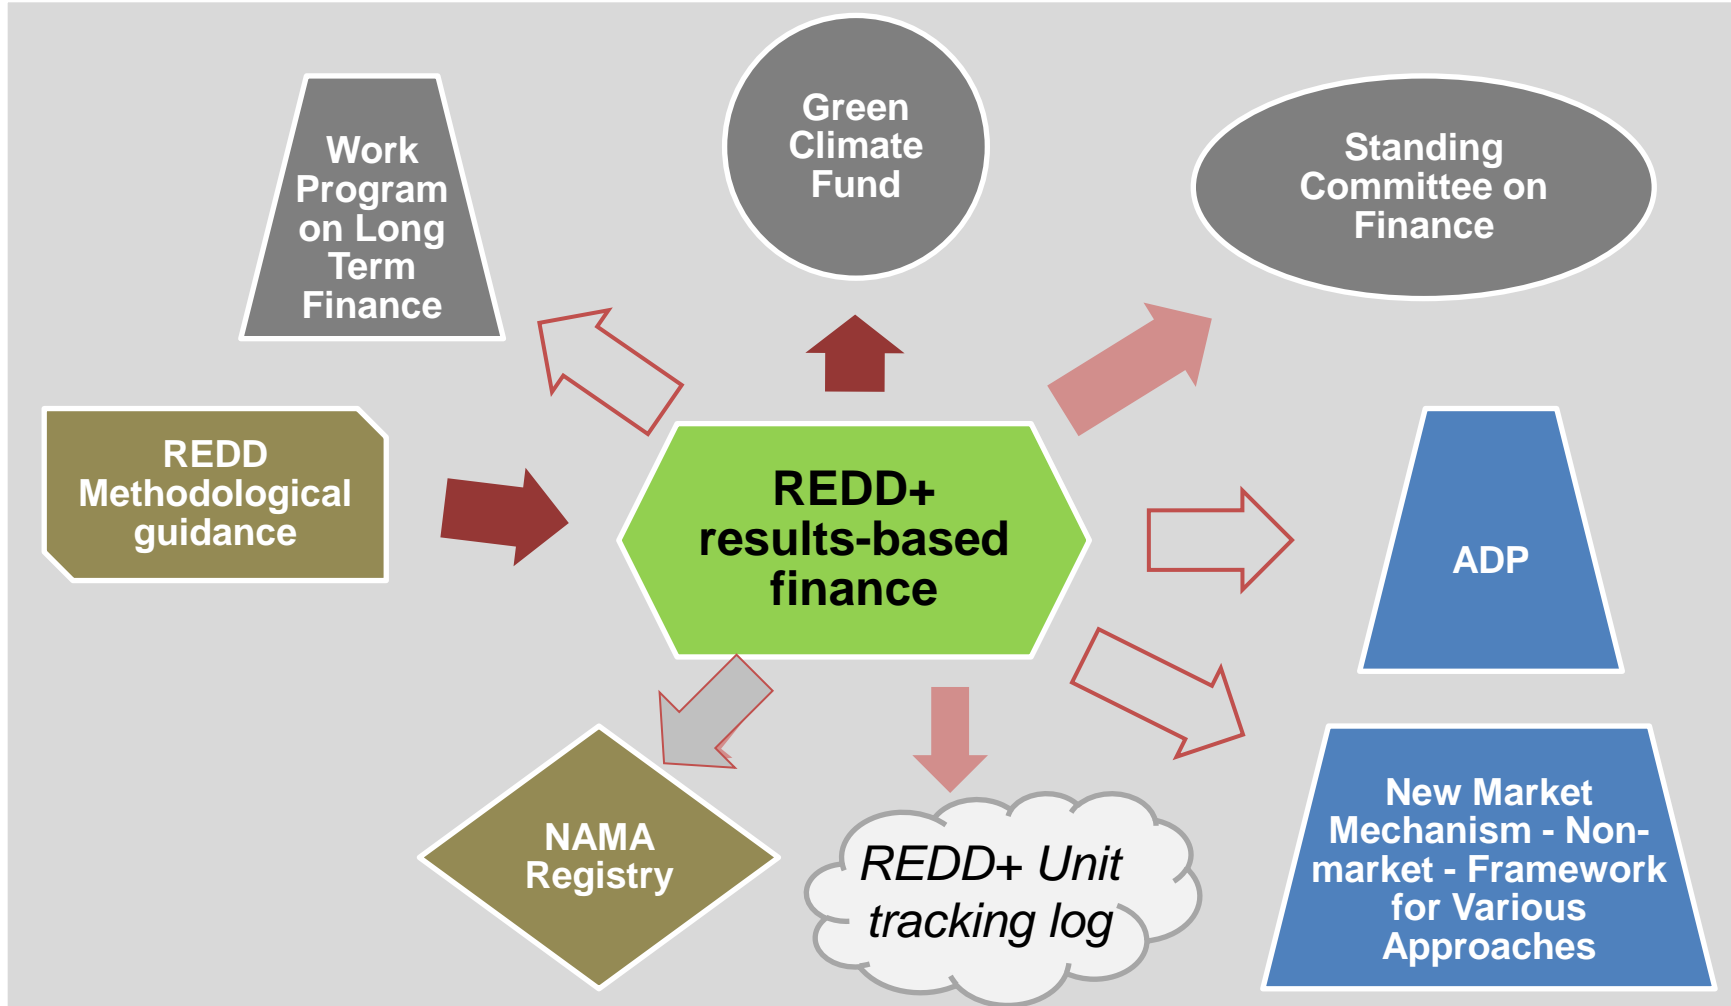 Work
Program
on Long
Term
Finance
Green
Climate
Fund
Standing
Committee on
Finance
REDD
Methodological
guidance
REDD+
results-based
finance
ADP
NAMA
Registry
REDD+ Unit
tracking log
New Market
Mechanism - Non-
market - Framework
for Various
Approaches